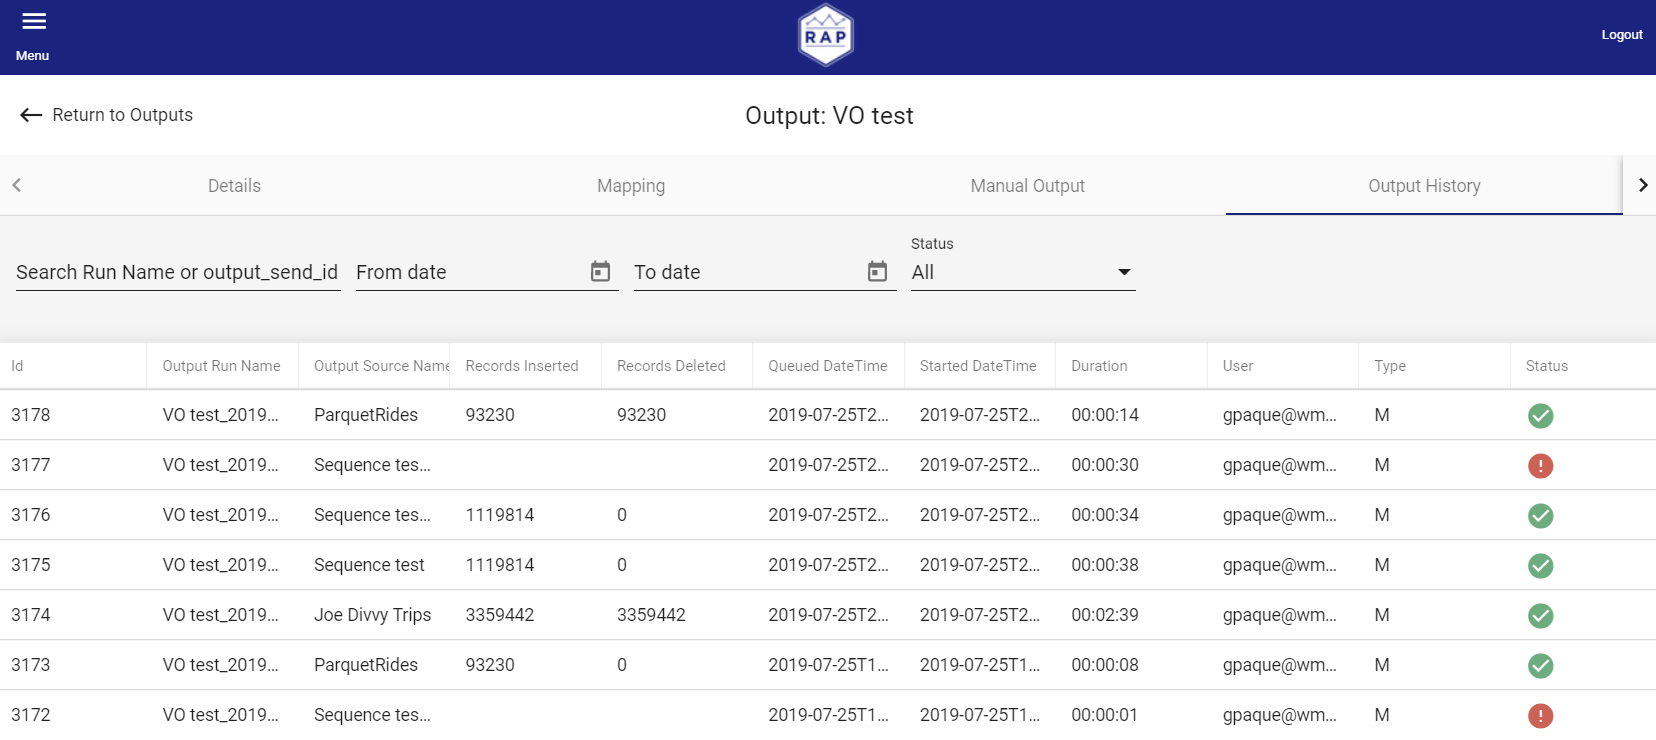 Menu
RAP
Logout
Return to Outputs
Output: VO test
Details Mapping Manual Output Output History
Status
Search Run Name or output_send_id From date To date All
Id Output Run Name Output Source Name Records Inserted Records Deleted Queued DateTime Started DateTime Duration User Type Status
3178 VO test_2019... ParquetRides 93230 93230 2019-07-25T2... 2019-07-25T2... 00:00:14 gpaque@wm... M
3177 VO test_2019... Sequence tes... 2019-07-25T2... 2019-07-25T2... 00:00:30 gpaque@wm... M
3176 VO test_2019... Sequence tes... 1119814 0 2019-07-25T2... 2019-07-25T2... 00:00:34 gpaque@wm... M
3175 VO test_2019... Sequence test 1119814 0 2019-07-25T2... 2019-07-25T2... 00:00:38 gpaque@wm... M
3174 VO test_2019... Joe Divvy Trips 3359442 3359442 2019-07-25T2... 2019-07-25T2... 00:02:39 gpaque@wm... M
3173 VO test_2019... ParquetRides 93230 0 2019-07-25T1... 2019-07-25T1... 00:00:08 gpaque@wm... M
3172 VO test_2019... Sequence tes... 2019-07-25T1... 2019-07-25T1... 00:00:01 gpaque@wm... M